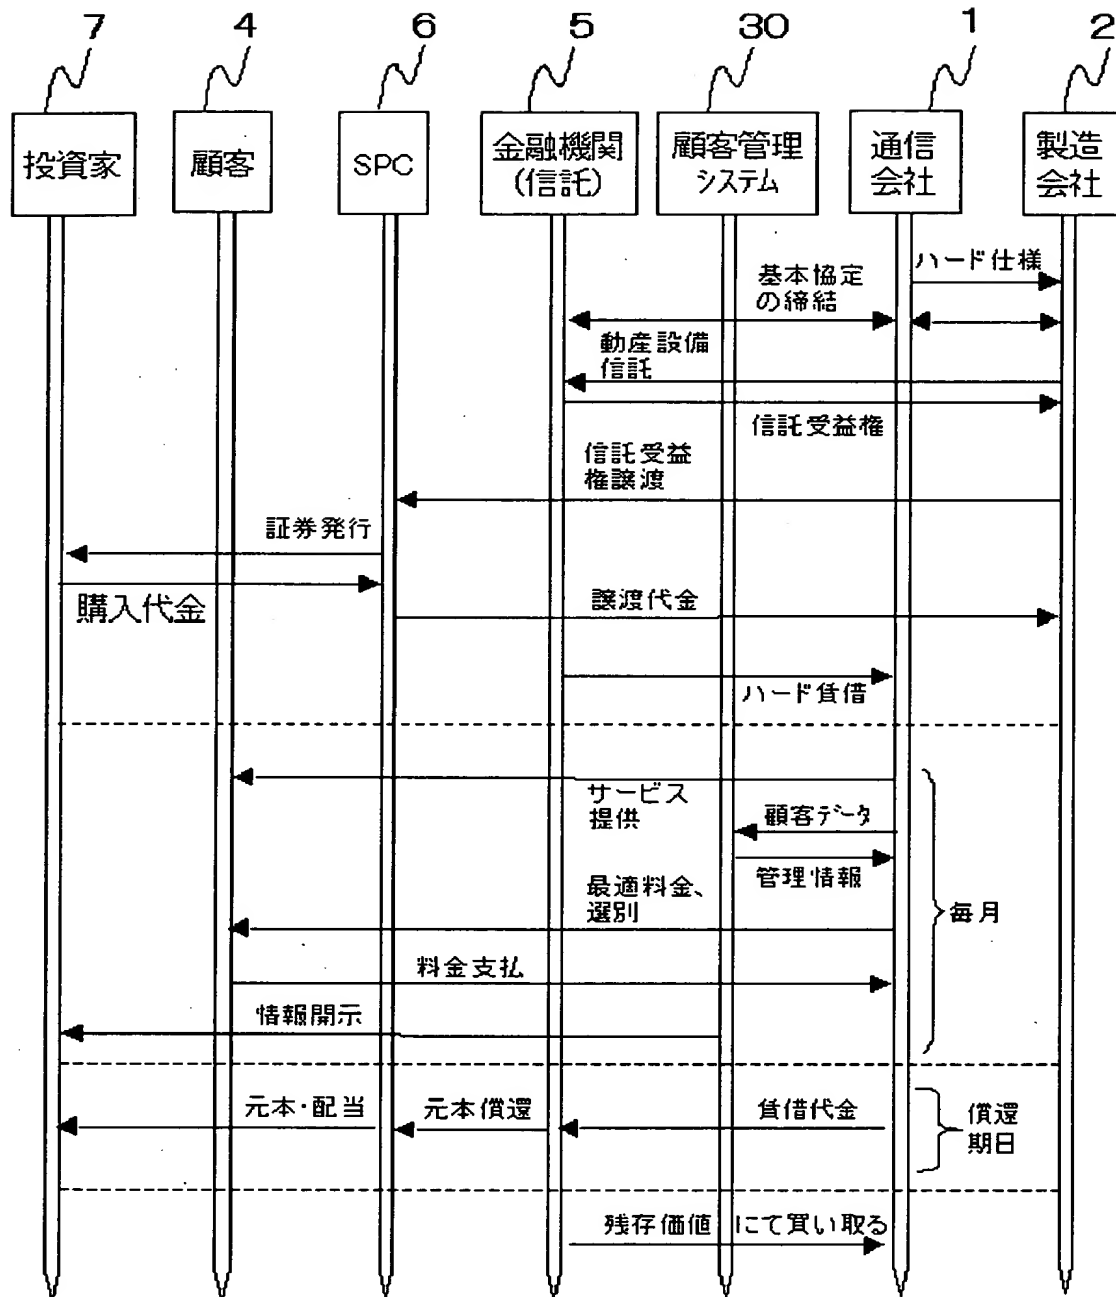 7
4
6
5
30
1
2
投資家
顧客
SPC
金融機関
(信託)
顧客管理
システム
通信
会社
製造
会社
ハード仕様
基本協定
の締結
動産設備
信託
信託受益権
信託受益
権譲渡
証券発行
購入代金
譲渡代金
ハード賃借
サービス
提供
顧客データ
管理情報
最適料金、
選別
毎月
料金支払
情報開示
元本・配当
元本償還
賃借代金
償還
期日
残存価値にて買い取る